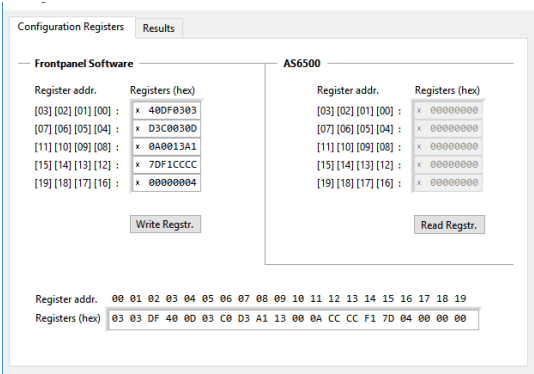 Configuration Registers Results
Frontpanel Software AS6500
Register addr. Registers (hex) Register addr. Registers (hex)
[03] [02] [01] [00] : x 40DF0303 [03] [02] [01] [00] : x 00000000
[07] [06] [05] [04] : x D3C0030D [07] [06] [05] [04] : x 00000000
[11] [10] [09] [08] : x 0A0013A1 [11] [10] [09] [08] : x 00000000
[15] [14] [13] [12] : x 7DF1CCCC [15] [14] [13] [12] : x 00000000
[19] [18] [17] [16] : x 00000004 [19] [18] [17] [16] : x 00000000
Write Regstr. Read Regstr.
Register addr. 00 01 02 03 04 05 06 07 08 09 10 11 12 13 14 15 16 17 18 19
Registers (hex) 03 03 DF 40 0D 03 C0 D3 A1 13 00 0A CC CC F1 7D 04 00 00 00